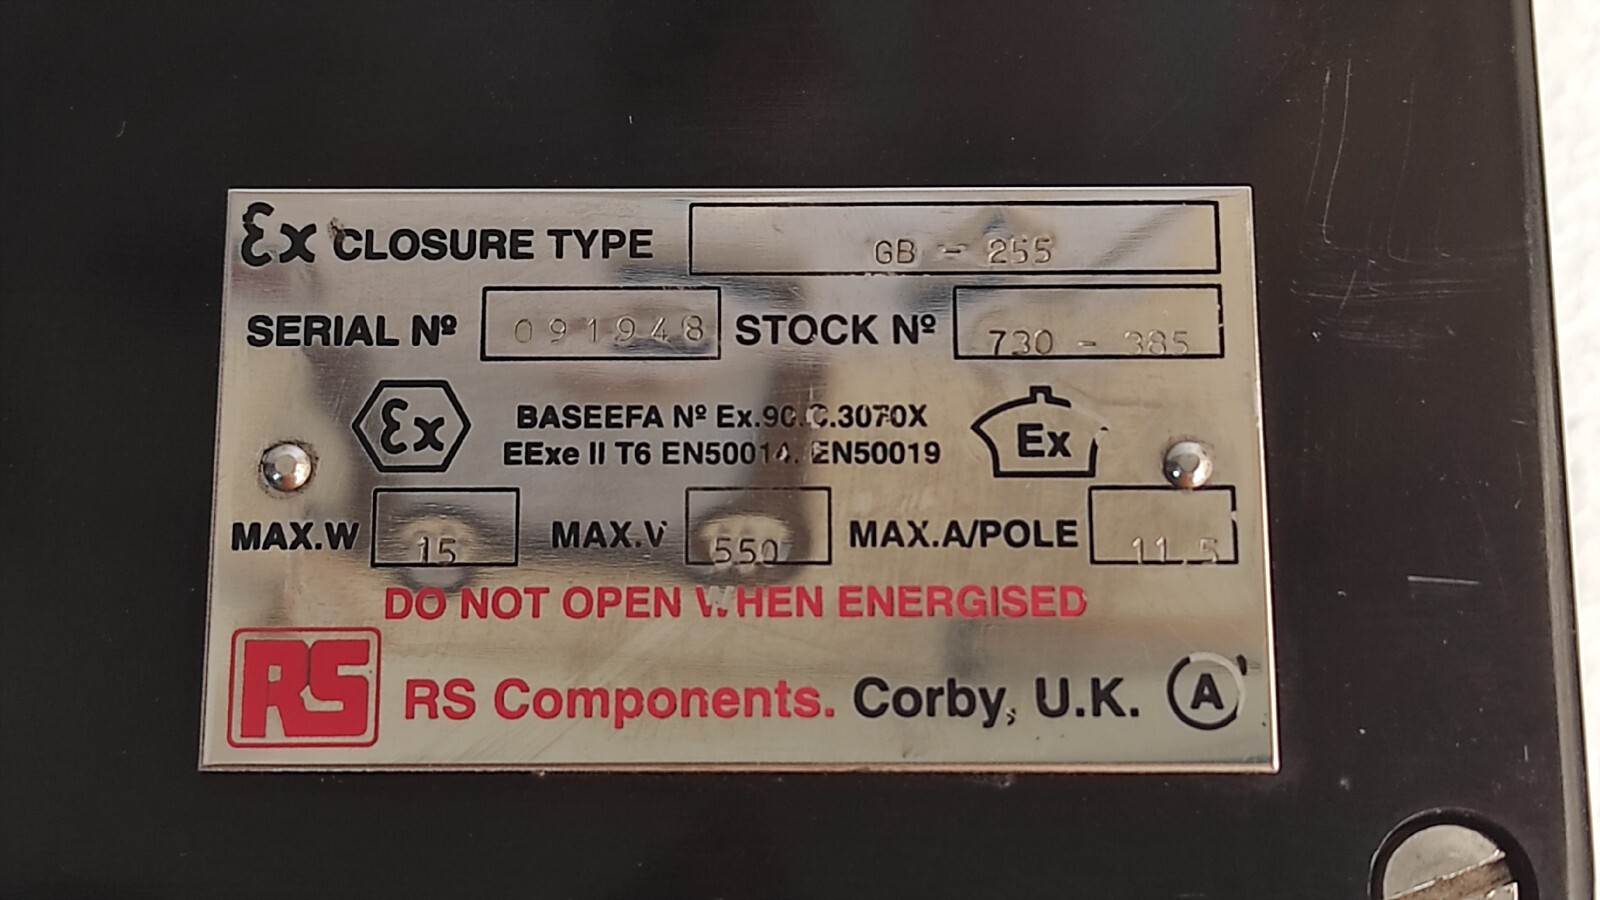 Ex CLOSURE TYPE GB - 255
SERIAL Nº 091948 STOCK Nº 730 - 385
Ex BASEEFA Nº Ex.90.C.3070X Ex
EExe II T6 EN50014. EN50019
MAX.W 15 MAX.V 550 MAX.A/POLE 11.5
DO NOT OPEN WHEN ENERGISED
RS RS Components. Corby, U.K. A